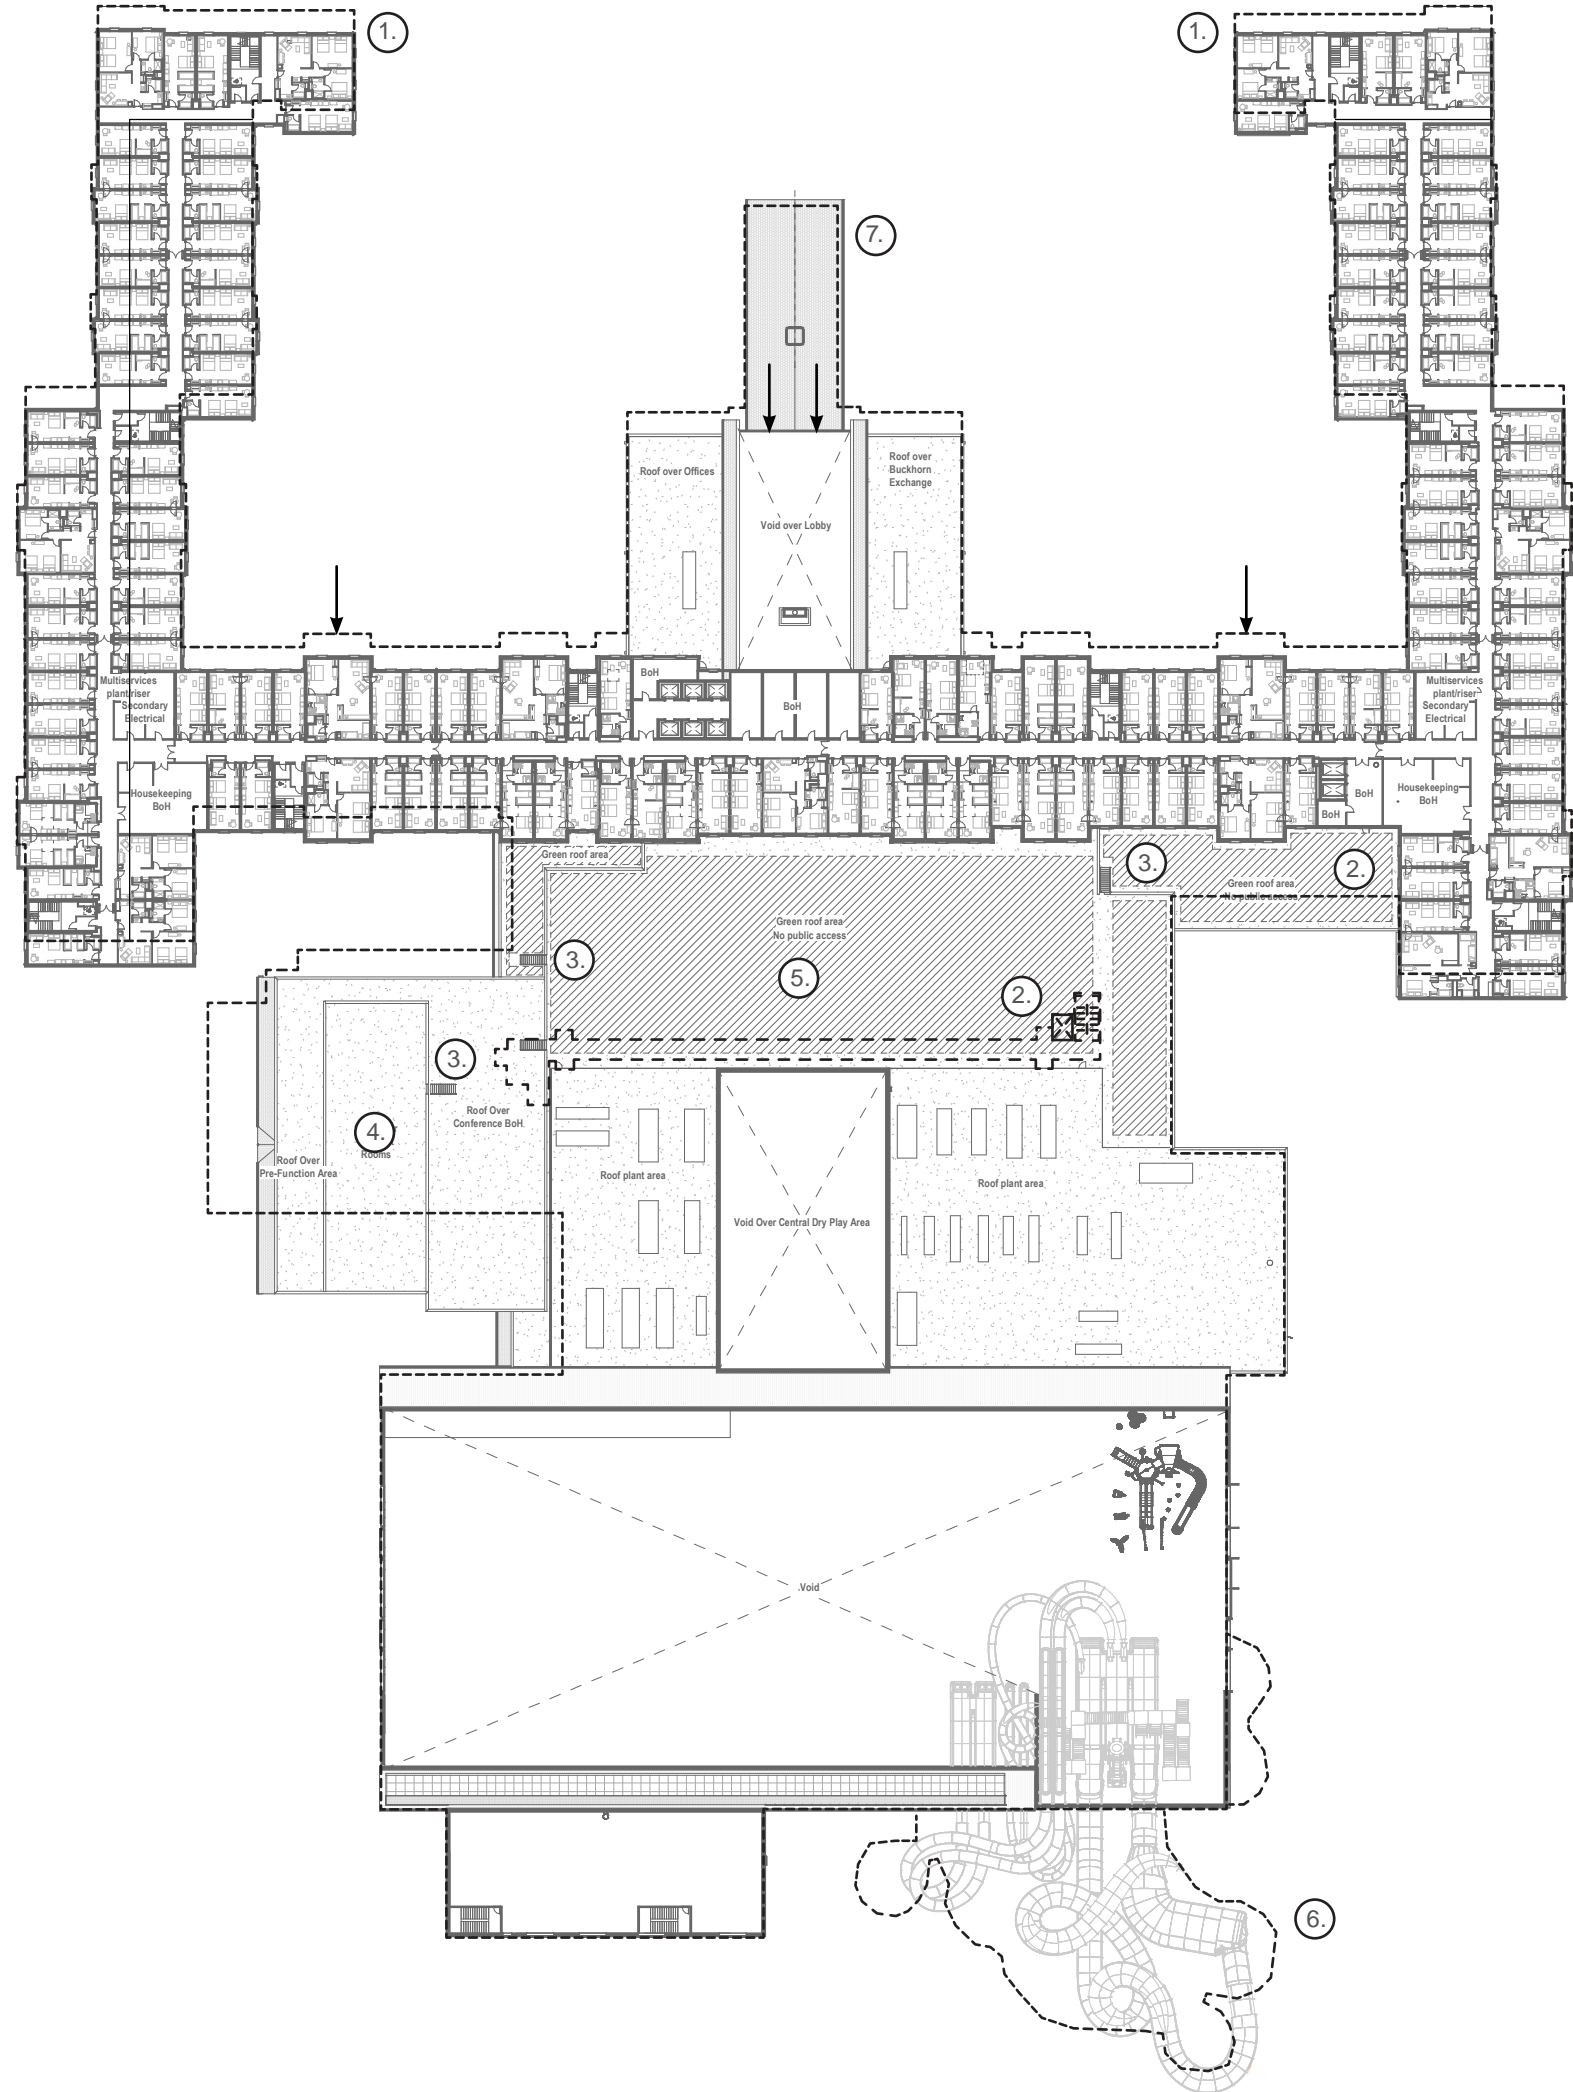 1.
1.
7.
Roof over Offices
Roof over
Buckhorn
Exchange
Void over Lobby
Multiservices
plant/riser
Secondary
Electrical
BoH
BoH
Multiservices
plant/riser
Secondary
Electrical
Housekeeping
BoH
BoH
BoH
Housekeeping
BoH
Green roof area
3.
2.
Green roof area
No public access
Green roof area
No public access
3.
5.
2.
3.
4.
Rooms
Roof Over
Conference BoH
Roof Over
Pre-Function Area
Roof plant area
Roof plant area
Void Over Central Dry Play Area
Void
6.